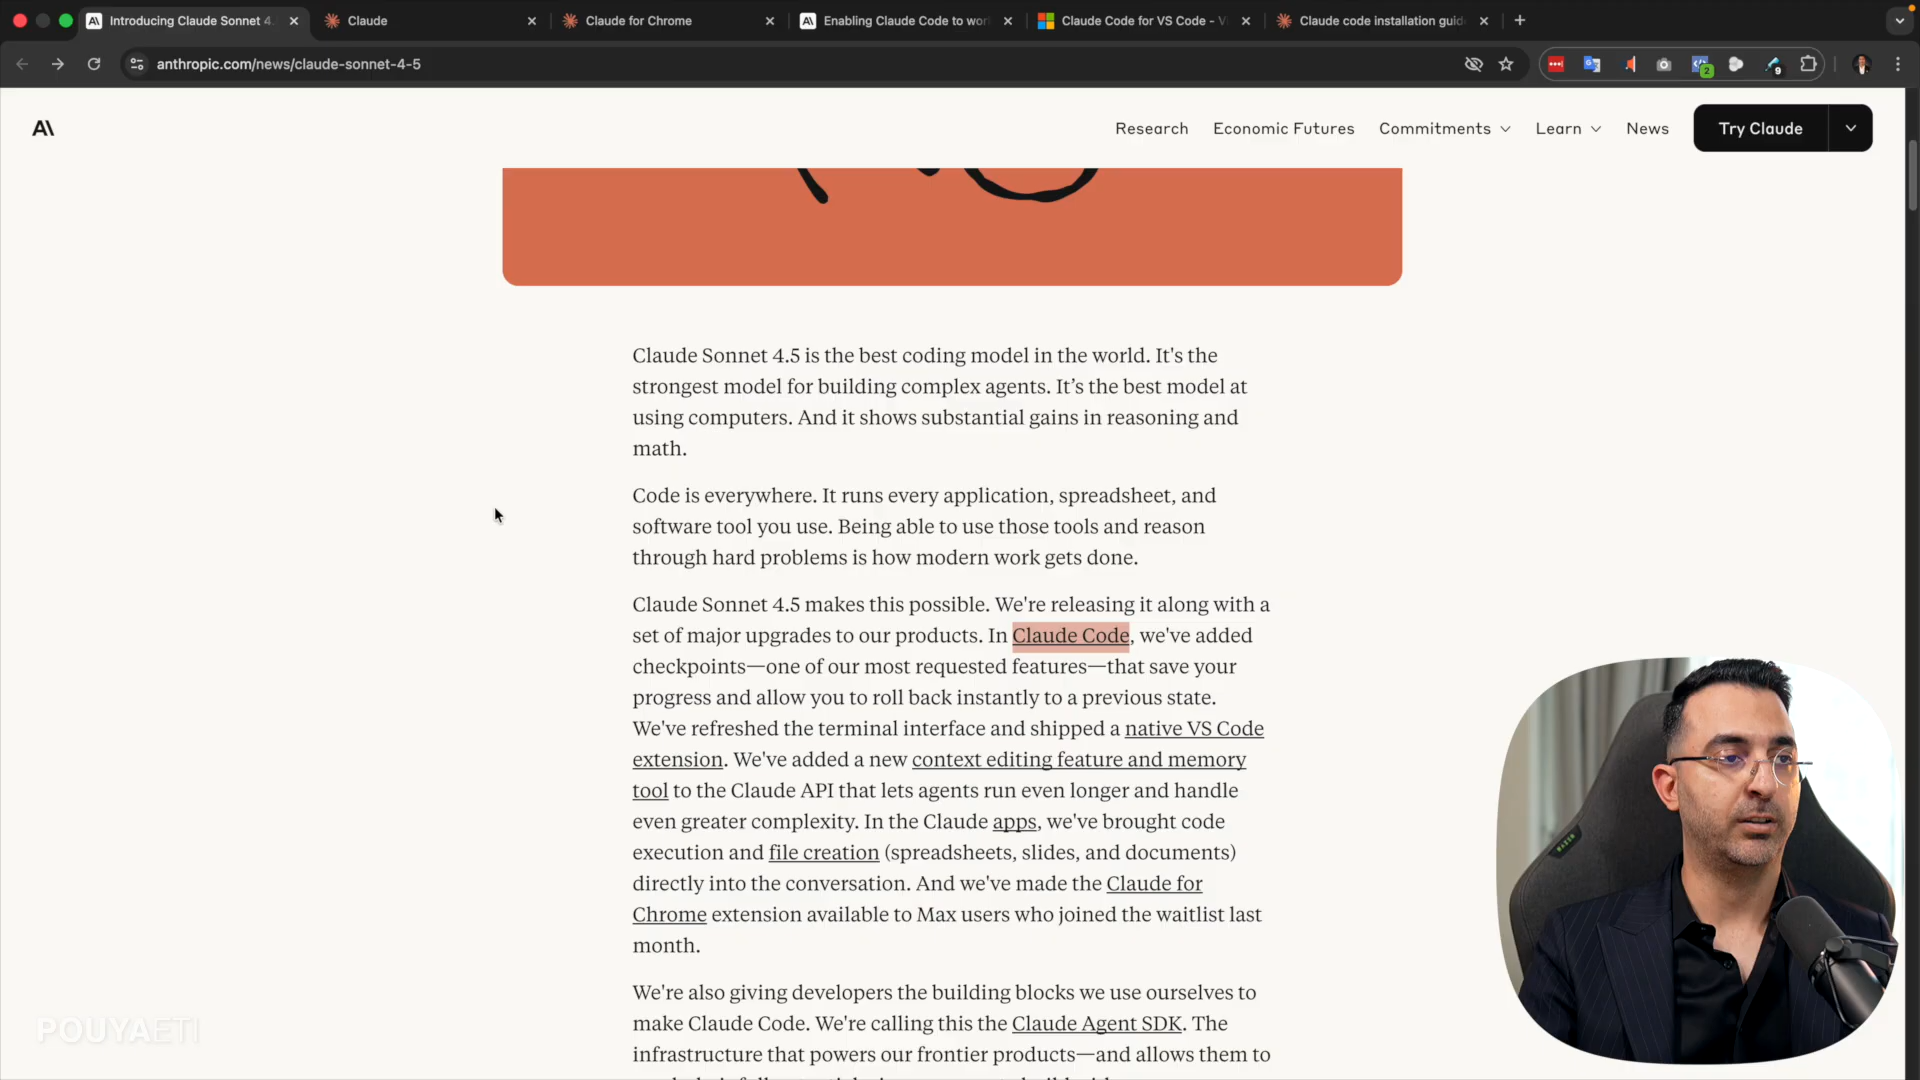 Introducing Claude Sonnet 4.
Claude
Claude for Chrome
Enabling Claude Code to wor
Claude Code for VS Code - V
Claude code installation guid
anthropic.com/news/claude-sonnet-4-5
2
9
A\
Research
Economic Futures
Commitments
Learn
News
Try Claude
Claude Sonnet 4.5 is the best coding model in the world. It's the
strongest model for building complex agents. It’s the best model at
using computers. And it shows substantial gains in reasoning and
math.
Code is everywhere. It runs every application, spreadsheet, and
software tool you use. Being able to use those tools and reason
through hard problems is how modern work gets done.
Claude Sonnet 4.5 makes this possible. We're releasing it along with a
set of major upgrades to our products. In Claude Code, we've added
checkpoints—one of our most requested features—that save your
progress and allow you to roll back instantly to a previous state.
We've refreshed the terminal interface and shipped a native VS Code
extension. We've added a new context editing feature and memory
tool to the Claude API that lets agents run even longer and handle
even greater complexity. In the Claude apps, we've brought code
execution and file creation (spreadsheets, slides, and documents)
directly into the conversation. And we've made the Claude for
Chrome extension available to Max users who joined the waitlist last
month.
We're also giving developers the building blocks we use ourselves to
make Claude Code. We're calling this the Claude Agent SDK. The
infrastructure that powers our frontier products—and allows them to
POUYAETI
RAZER